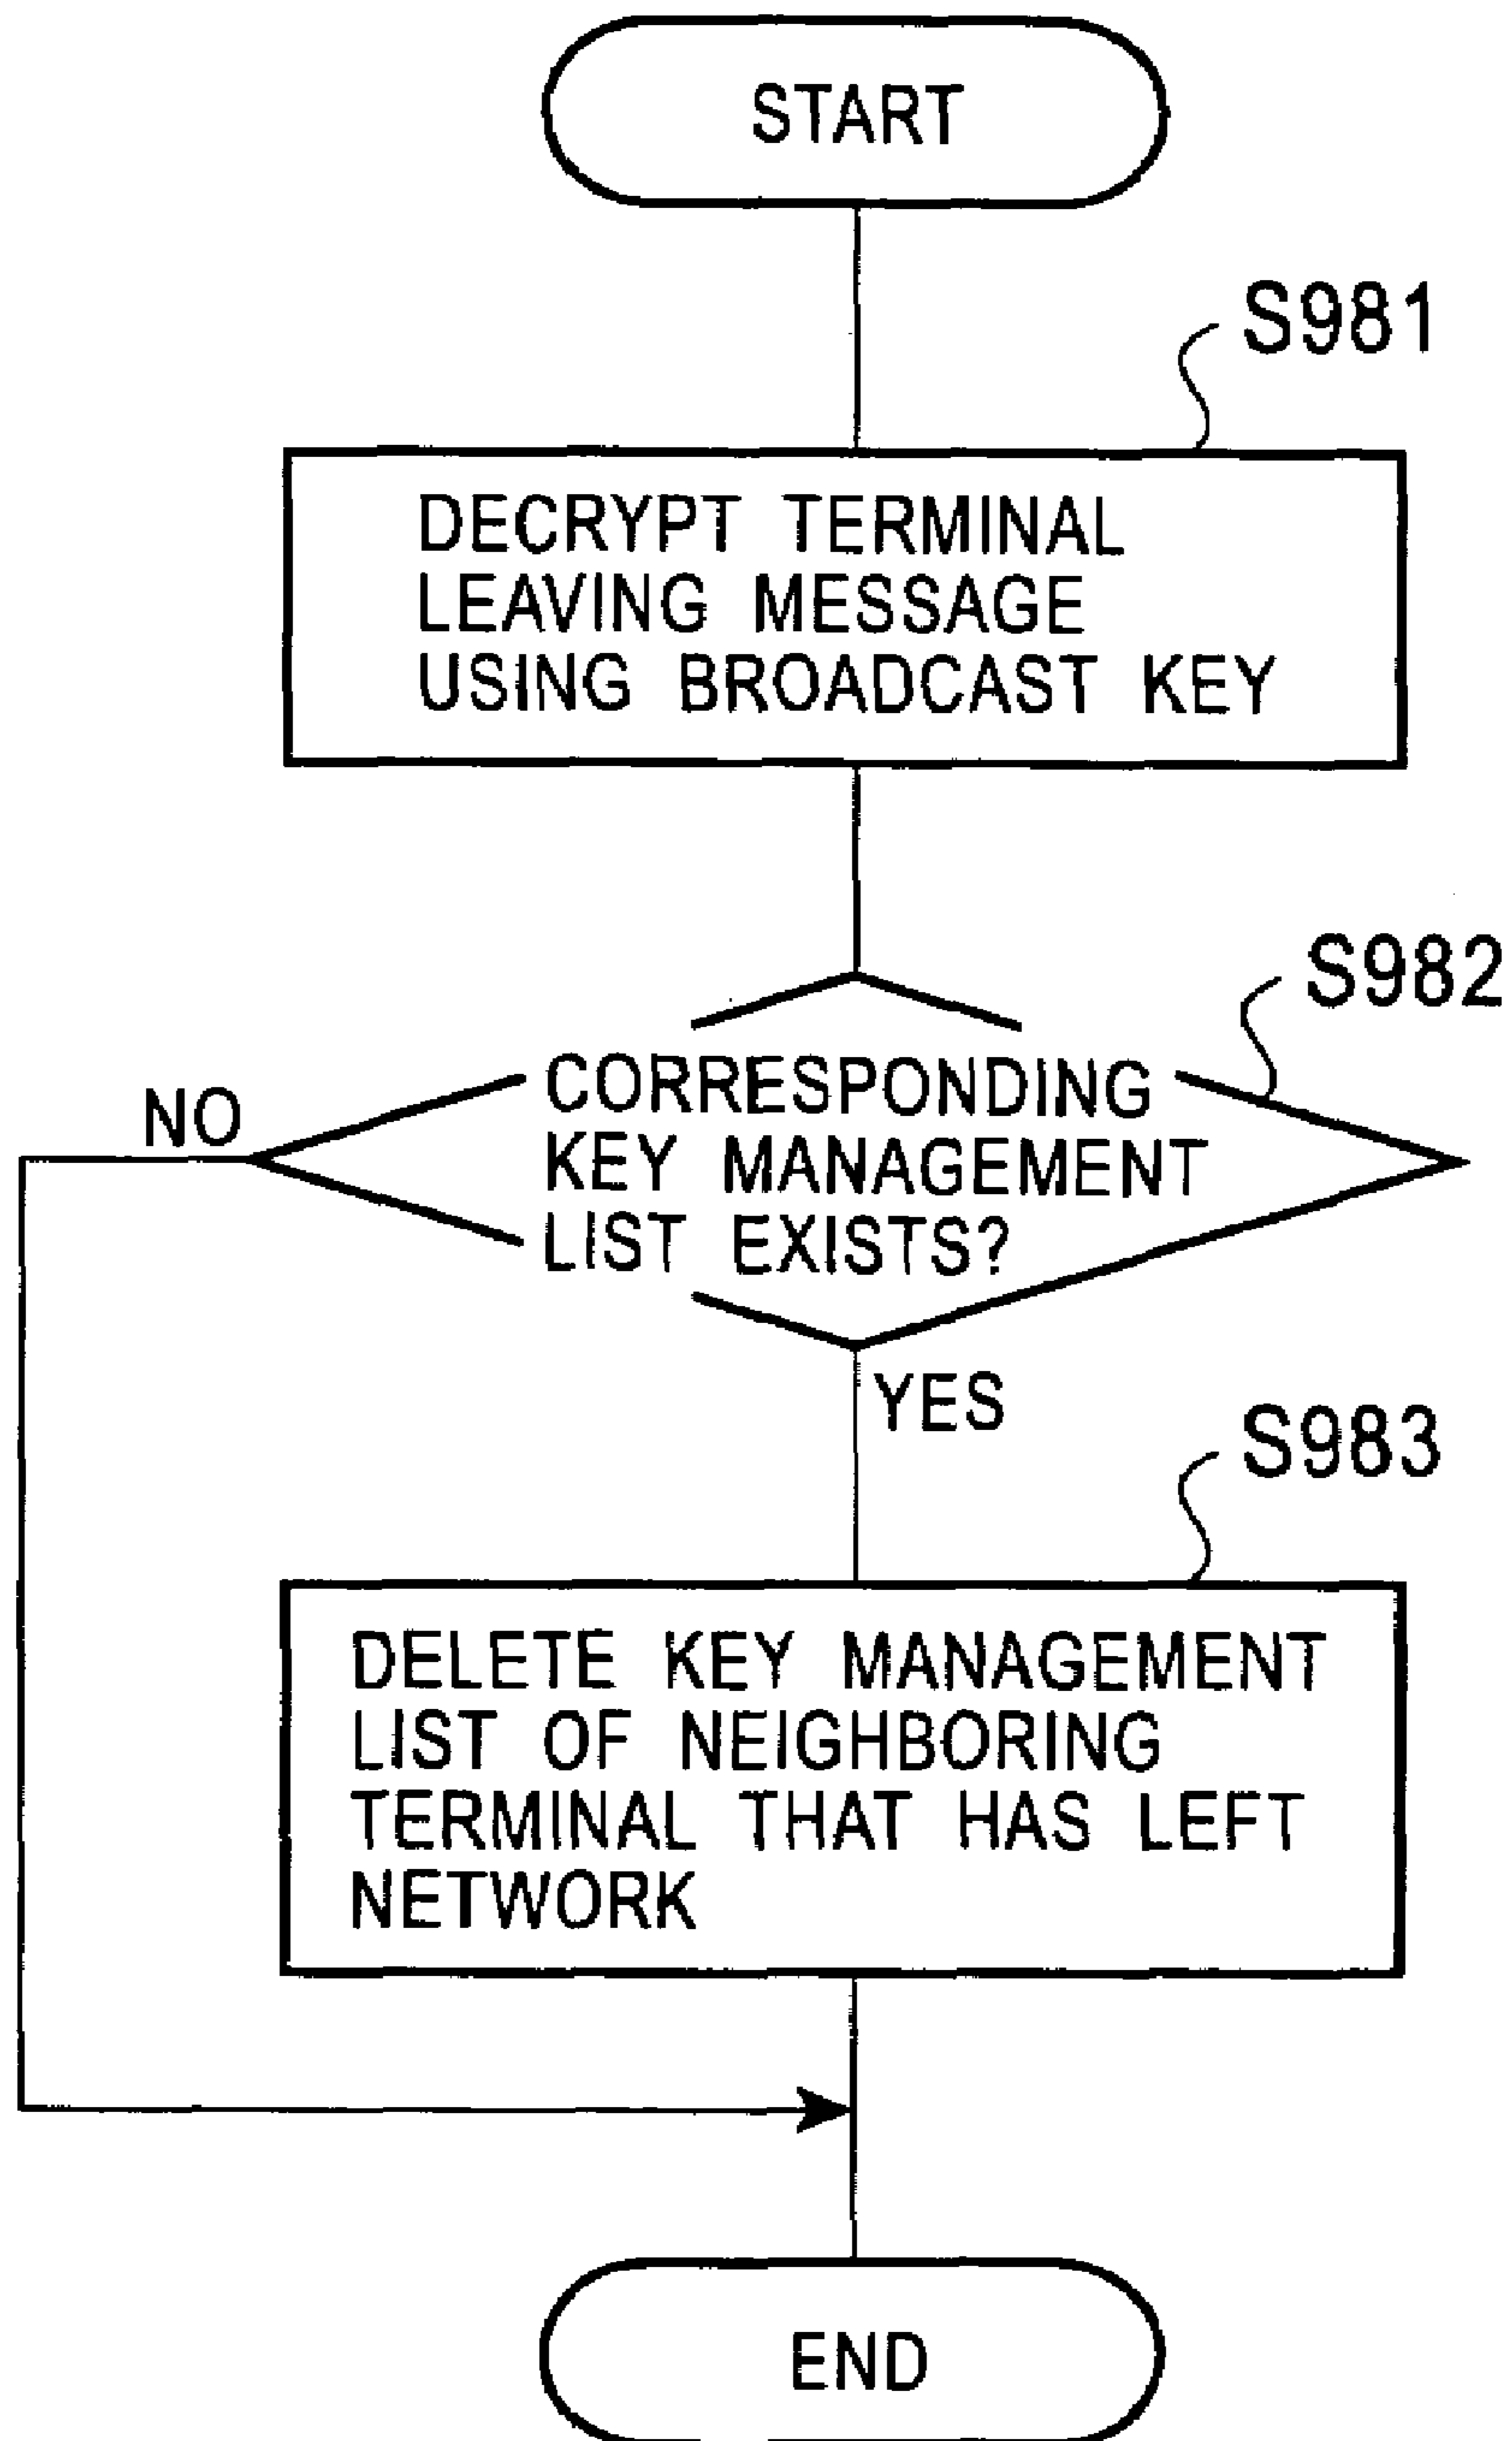 START
S981
DECRYPT TERMINAL
LEAVING MESSAGE
USING BROADCAST KEY
S982
NO
CORRESPONDING
KEY MANAGEMENT
LIST EXISTS?
YES
S983
DELETE KEY MANAGEMENT
LIST OF NEIGHBORING
TERMINAL THAT HAS LEFT
NETWORK
END